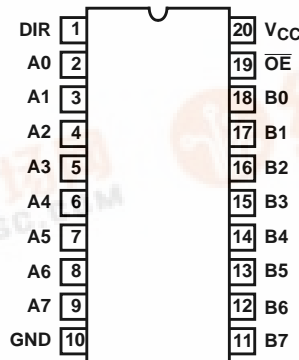 DIR 1 20 VCC
A0 2 19 OE
A1 3 18 B0
A2 4 17 B1
A3 5 16 B2
A4 6 15 B3
A5 7 14 B4
A6 8 13 B5
A7 9 12 B6
GND 10 11 B7